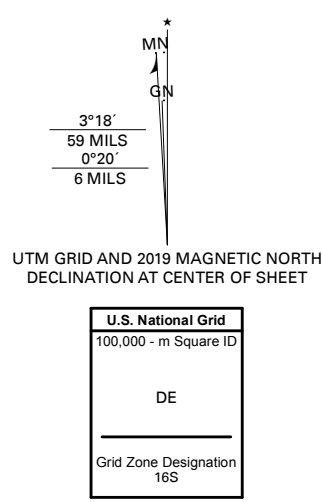 MN
GN
3°18´
59 MILS
0°20´
6 MILS
UTM GRID AND 2019 MAGNETIC NORTH
DECLINATION AT CENTER OF SHEET
U.S. National Grid
100,000 - m Square ID
DE
Grid Zone Designation
16S